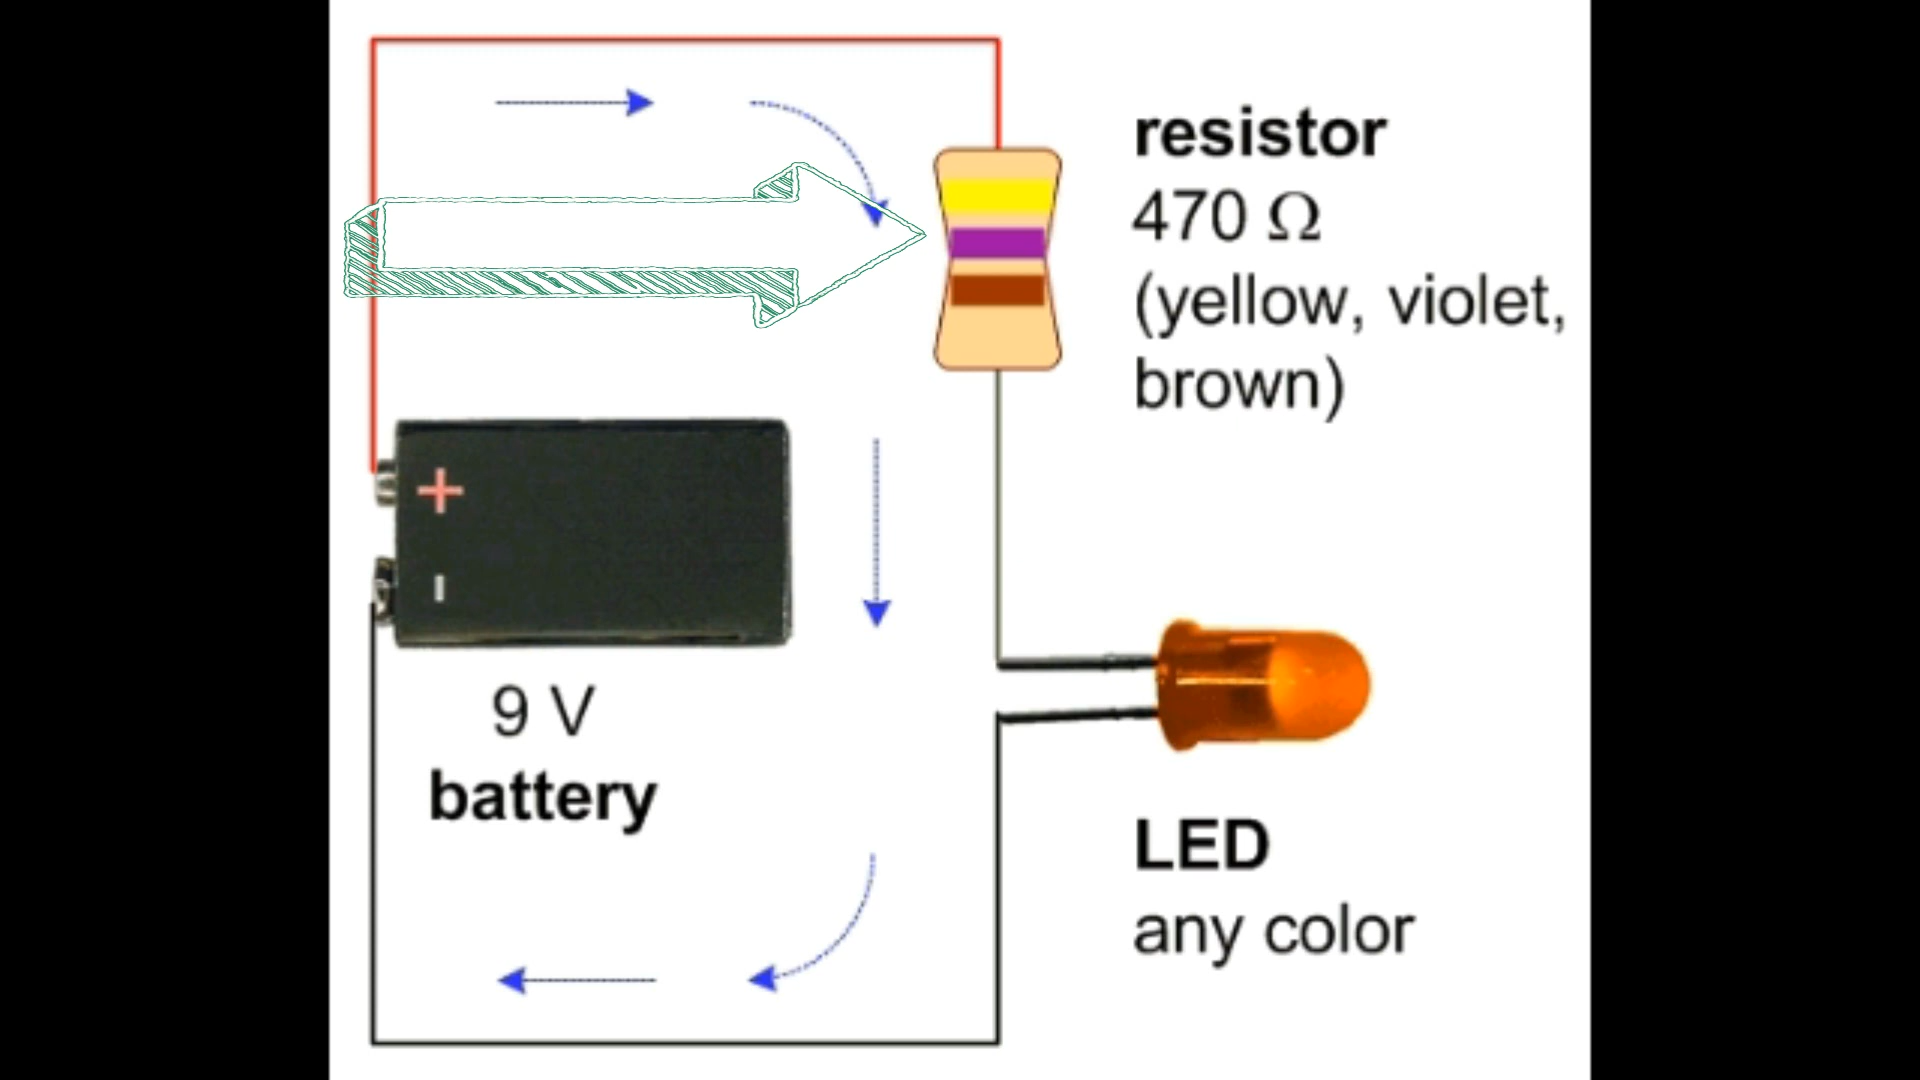 resistor
470 Ω
(yellow, violet,
brown)
+
-
9 V
battery
LED
any color